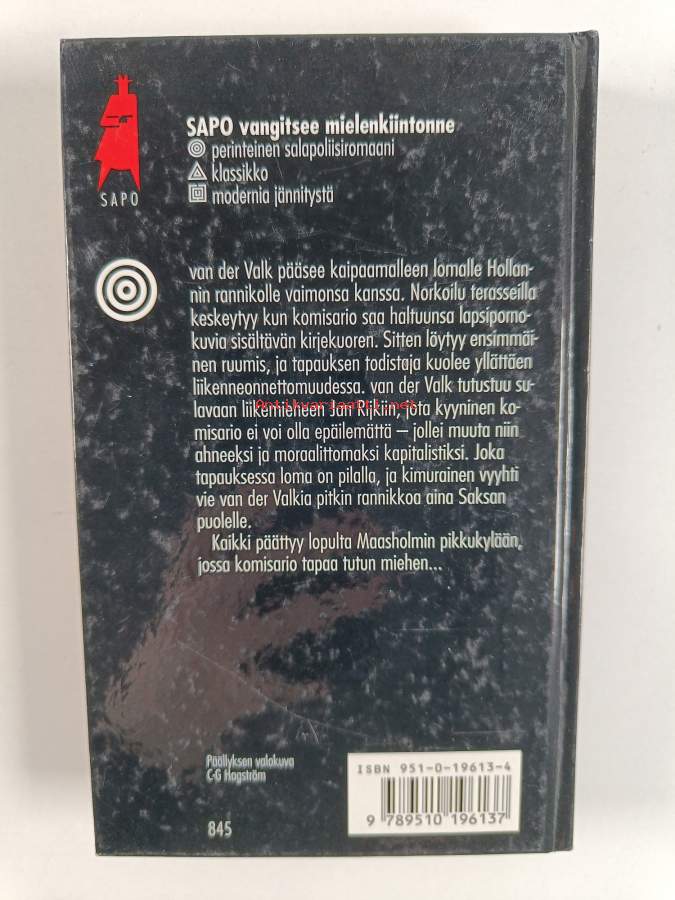 SAPO vangitsee mielenkiintonne
perinteinen salapoliisiromaani
klassikko
modernia jännitystä
SAPO
van der Valk pääsee kaipaamalleen lomalle Hollan-
nin rannikolle vaimonsa kanssa. Norkoilu terasseilla
keskeytyy kun komisario saa haltuunsa lapsiporno-
kuvia sisältävän kirjekuoren. Sitten löytyy ensimmäi-
nen ruumis, ja tapauksen todistaja kuolee yllättäen
liikenneonnettomuudessa. van der Valk tutustuu su-
lavaan liikemieheen Jan Rijkiin, jota kyyninen ko-
misario ei voi olla epäilemättä – jollei muuta niin
ahneeksi ja moraalittomaksi kapitalistiksi. Joka
tapauksessa loma on pilalla, ja kimurainen vyyhti
vie van der Valkia pitkin rannikkoa aina Saksan
puolelle.
Kaikki päättyy lopulta Maasholmin pikkukylään,
jossa komisario tapaa tutun miehen...
Päällyksen valokuva
C-G Hagström
845
ISBN 951-0-19613-4
9 789510 196137